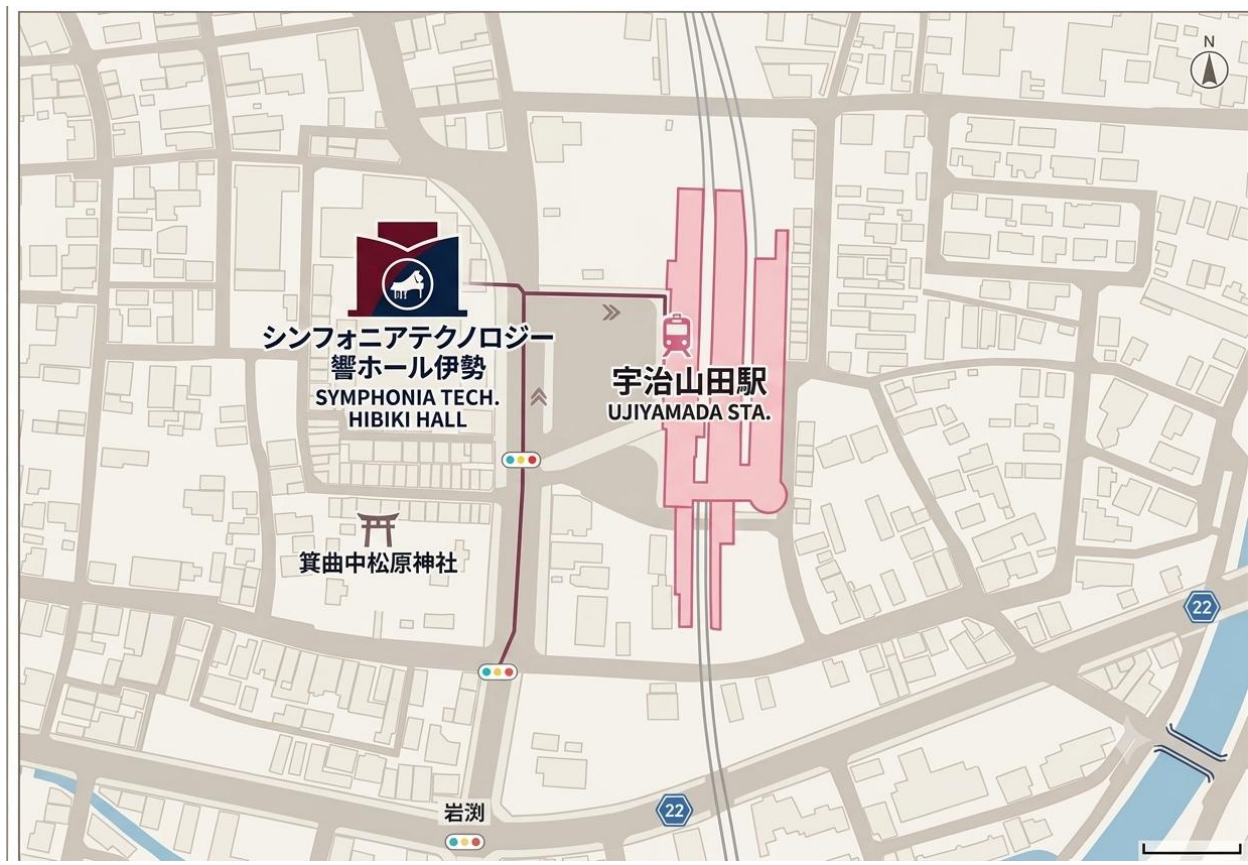 N
シンフォニアテクノロジー
響ホール伊勢
SYMPHONIA TECH.
HIBIKI HALL
宇治山田駅
UJIYAMADA STA.
箕曲中松原神社
22
岩渕
22